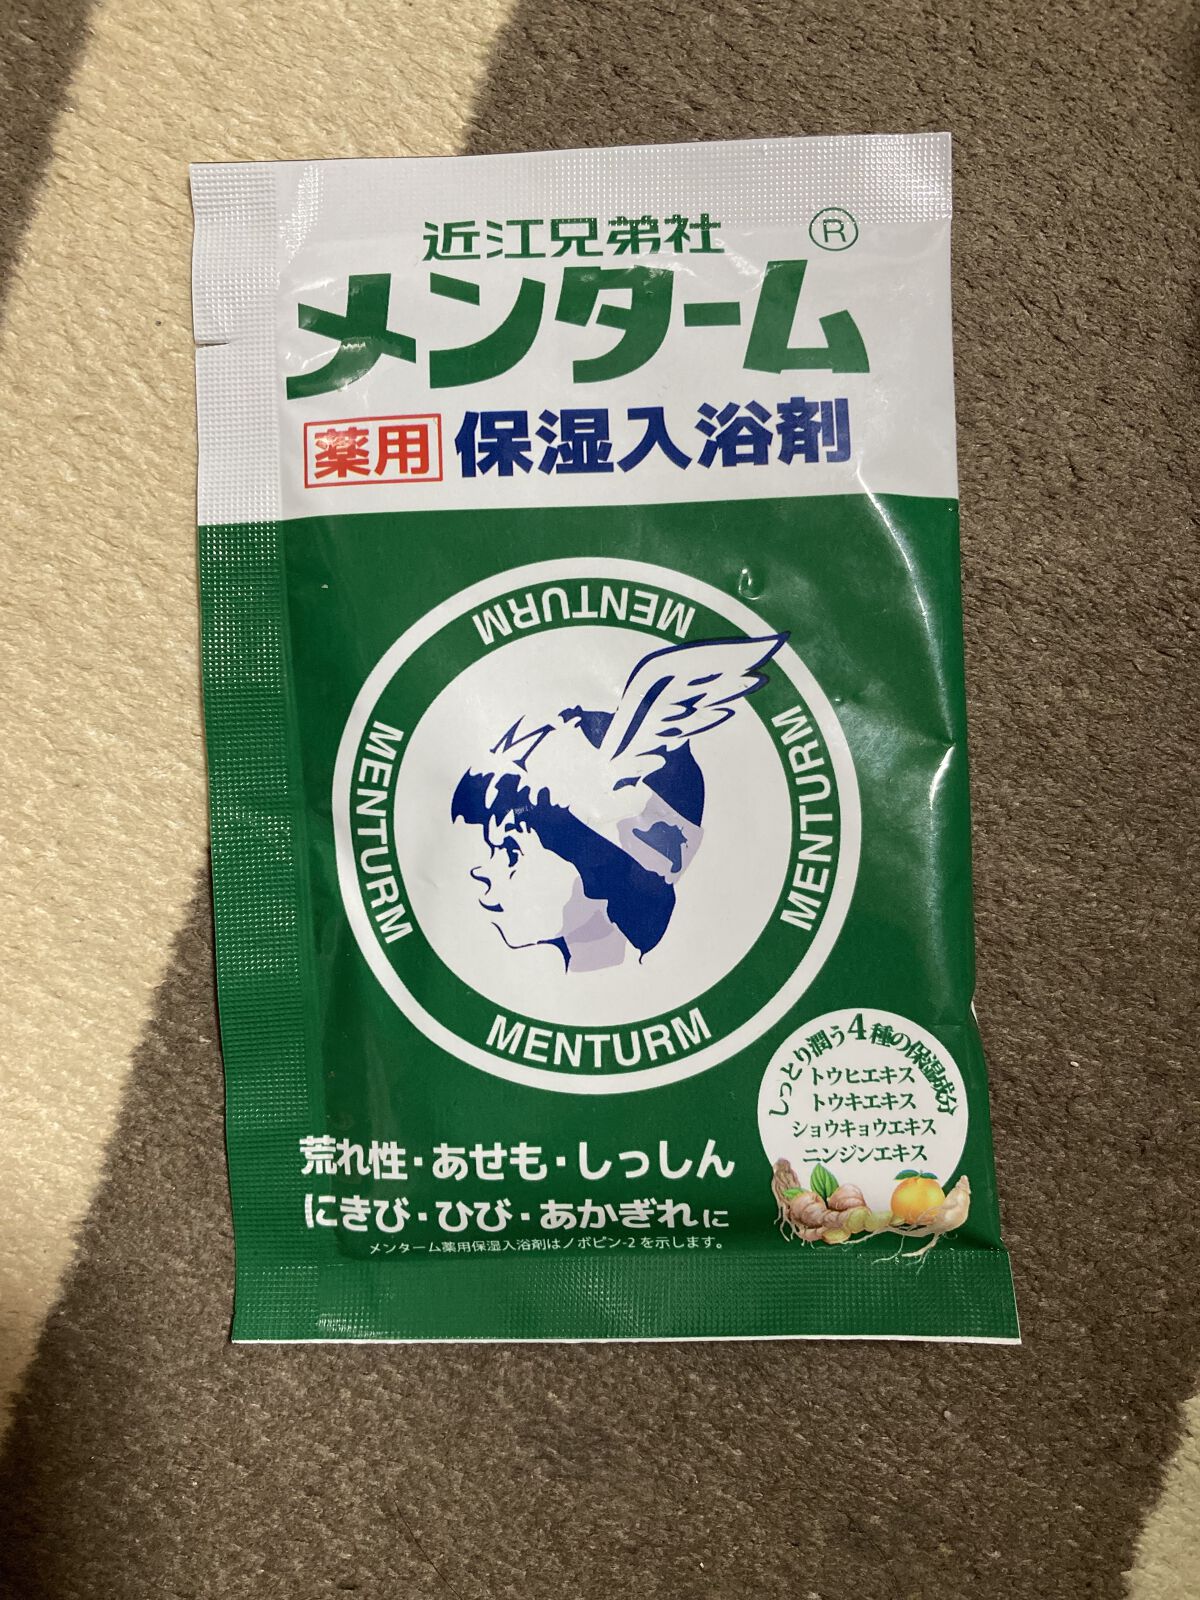 近江兄弟社
®
メンターム
薬用 保湿入浴剤
MENTURM
MENTURM
MENTURM
MENTURM
しっとり潤う4種の保湿成分
トウヒエキス
トウキエキス
ショウキョウエキス
ニンジンエキス
荒れ性・あせも・しっしん
にきび・ひび・あかぎれに
メンターム薬用保湿入浴剤はノボピン-2を示します。